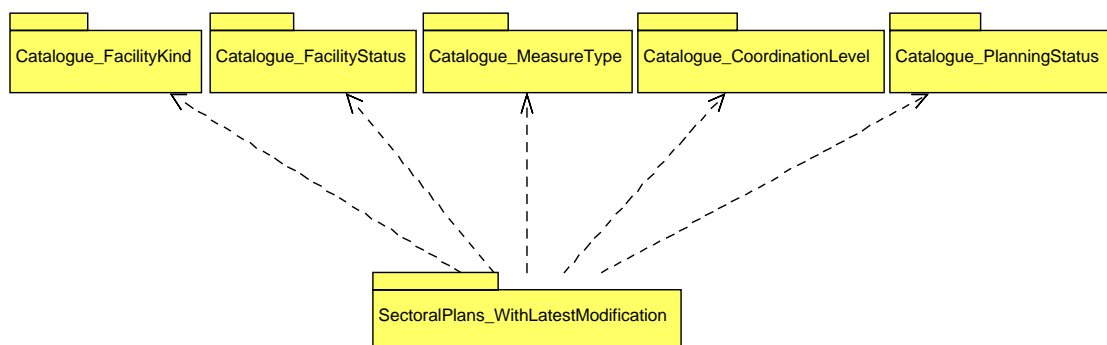 Catalogue_FacilityKind
Catalogue_FacilityStatus
Catalogue_MeasureType
Catalogue_CoordinationLevel
Catalogue_PlanningStatus
SectoralPlans_WithLatestModification